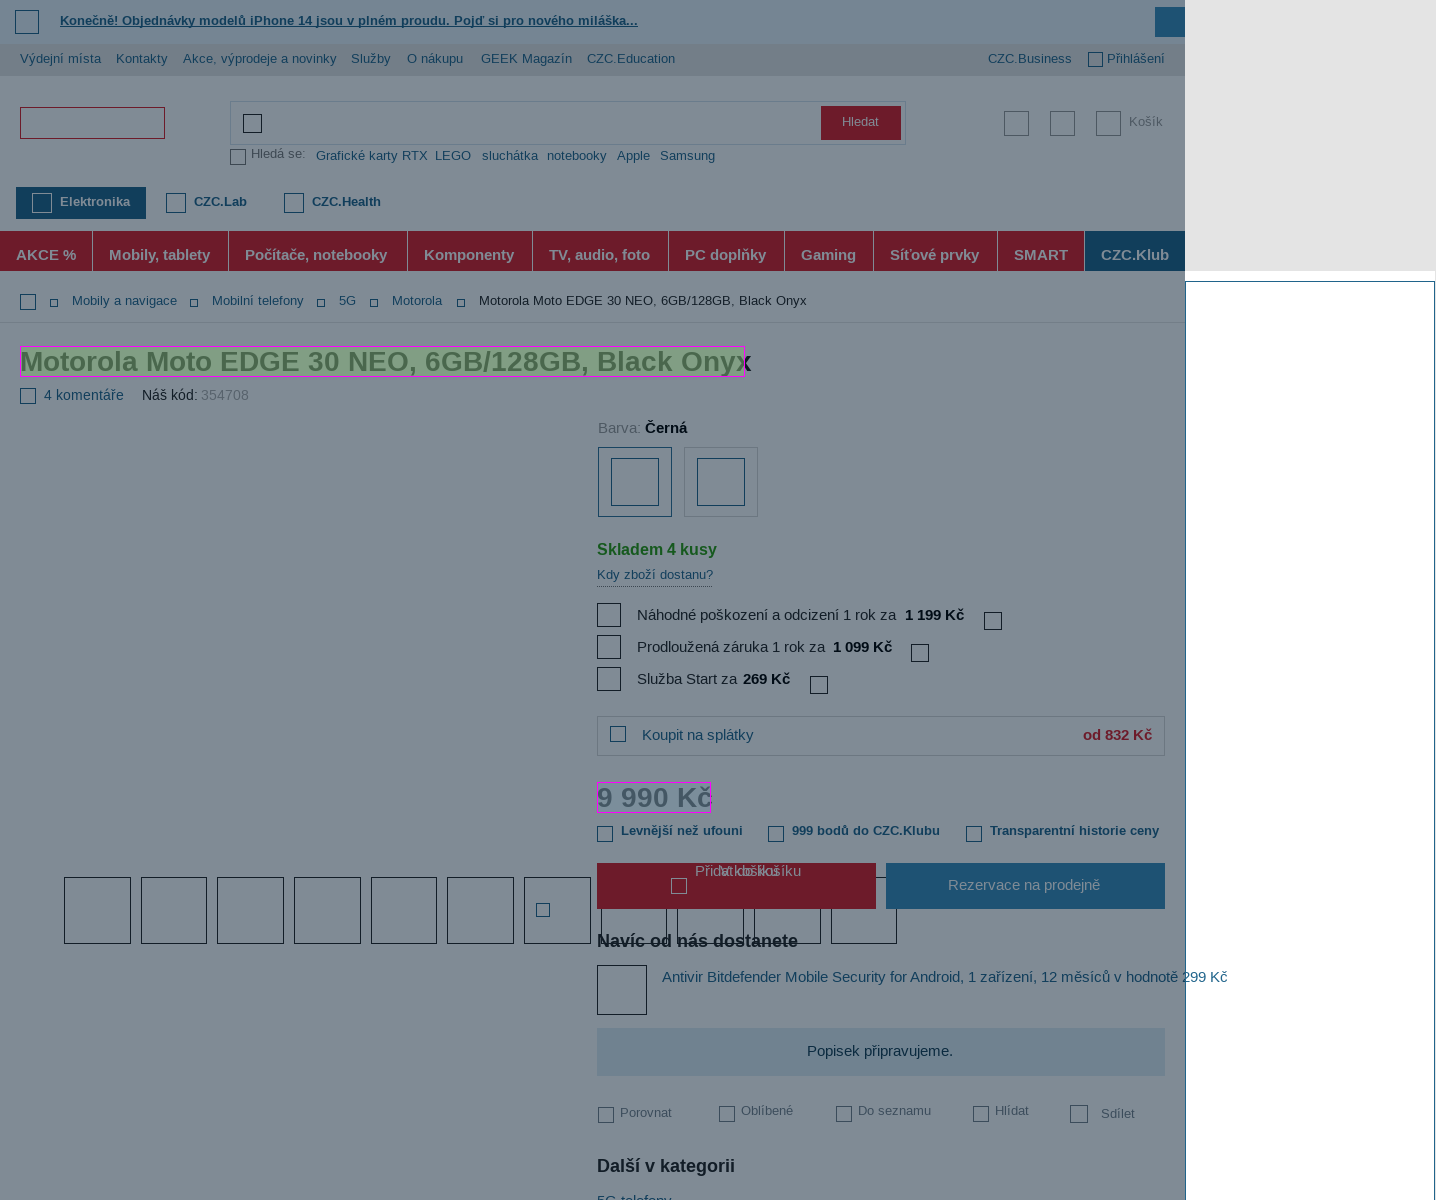 Konečně! Objednávky modelů iPhone 14 jsou v plném proudu. Pojď si pro nového miláška...
Výdejní místa Kontakty Akce, výprodeje a novinky Služby O nákupu GEEK Magazín CZC.Education CZC.Business Přihlášení
Hledat Košík
Hledá se: Grafické karty RTX LEGO sluchátka notebooky Apple Samsung
Elektronika CZC.Lab CZC.Health
AKCE % Mobily, tablety Počítače, notebooky Komponenty TV, audio, foto PC doplňky Gaming Síťové prvky SMART CZC.Klub
Mobily a navigace Mobilní telefony 5G Motorola Motorola Moto EDGE 30 NEO, 6GB/128GB, Black Onyx
Motorola Moto EDGE 30 NEO, 6GB/128GB, Black Onyx
4 komentáře Náš kód: 354708
Barva: Černá
Skladem 4 kusy
Kdy zboží dostanu?
Náhodné poškození a odcizení 1 rok za 1 199 Kč
Prodloužená záruka 1 rok za 1 099 Kč
Služba Start za 269 Kč
Koupit na splátky od 832 Kč
9 990 Kč
Levnější než ufouni 999 bodů do CZC.Klubu Transparentní historie ceny
Přidat do košíku V košíku Rezervace na prodejně
Navíc od nás dostanete
Antivir Bitdefender Mobile Security for Android, 1 zařízení, 12 měsíců v hodnotě 299 Kč
Popisek připravujeme.
Porovnat Oblíbené Do seznamu Hlídat Sdílet
Další v kategorii
5G telefony